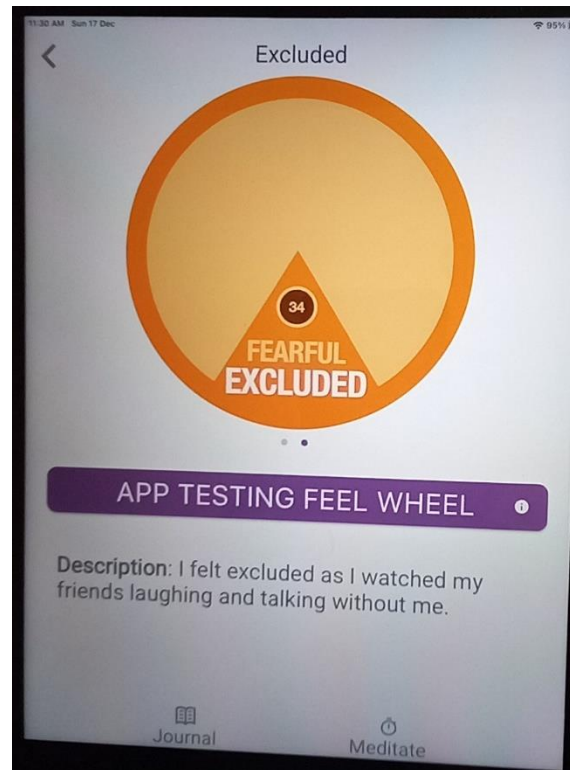 11:30 AM Sun 17 Dec
95%
Excluded
34
FEARFUL
EXCLUDED
APP TESTING FEEL WHEEL
Description: I felt excluded as I watched my
friends laughing and talking without me.
Journal
Meditate